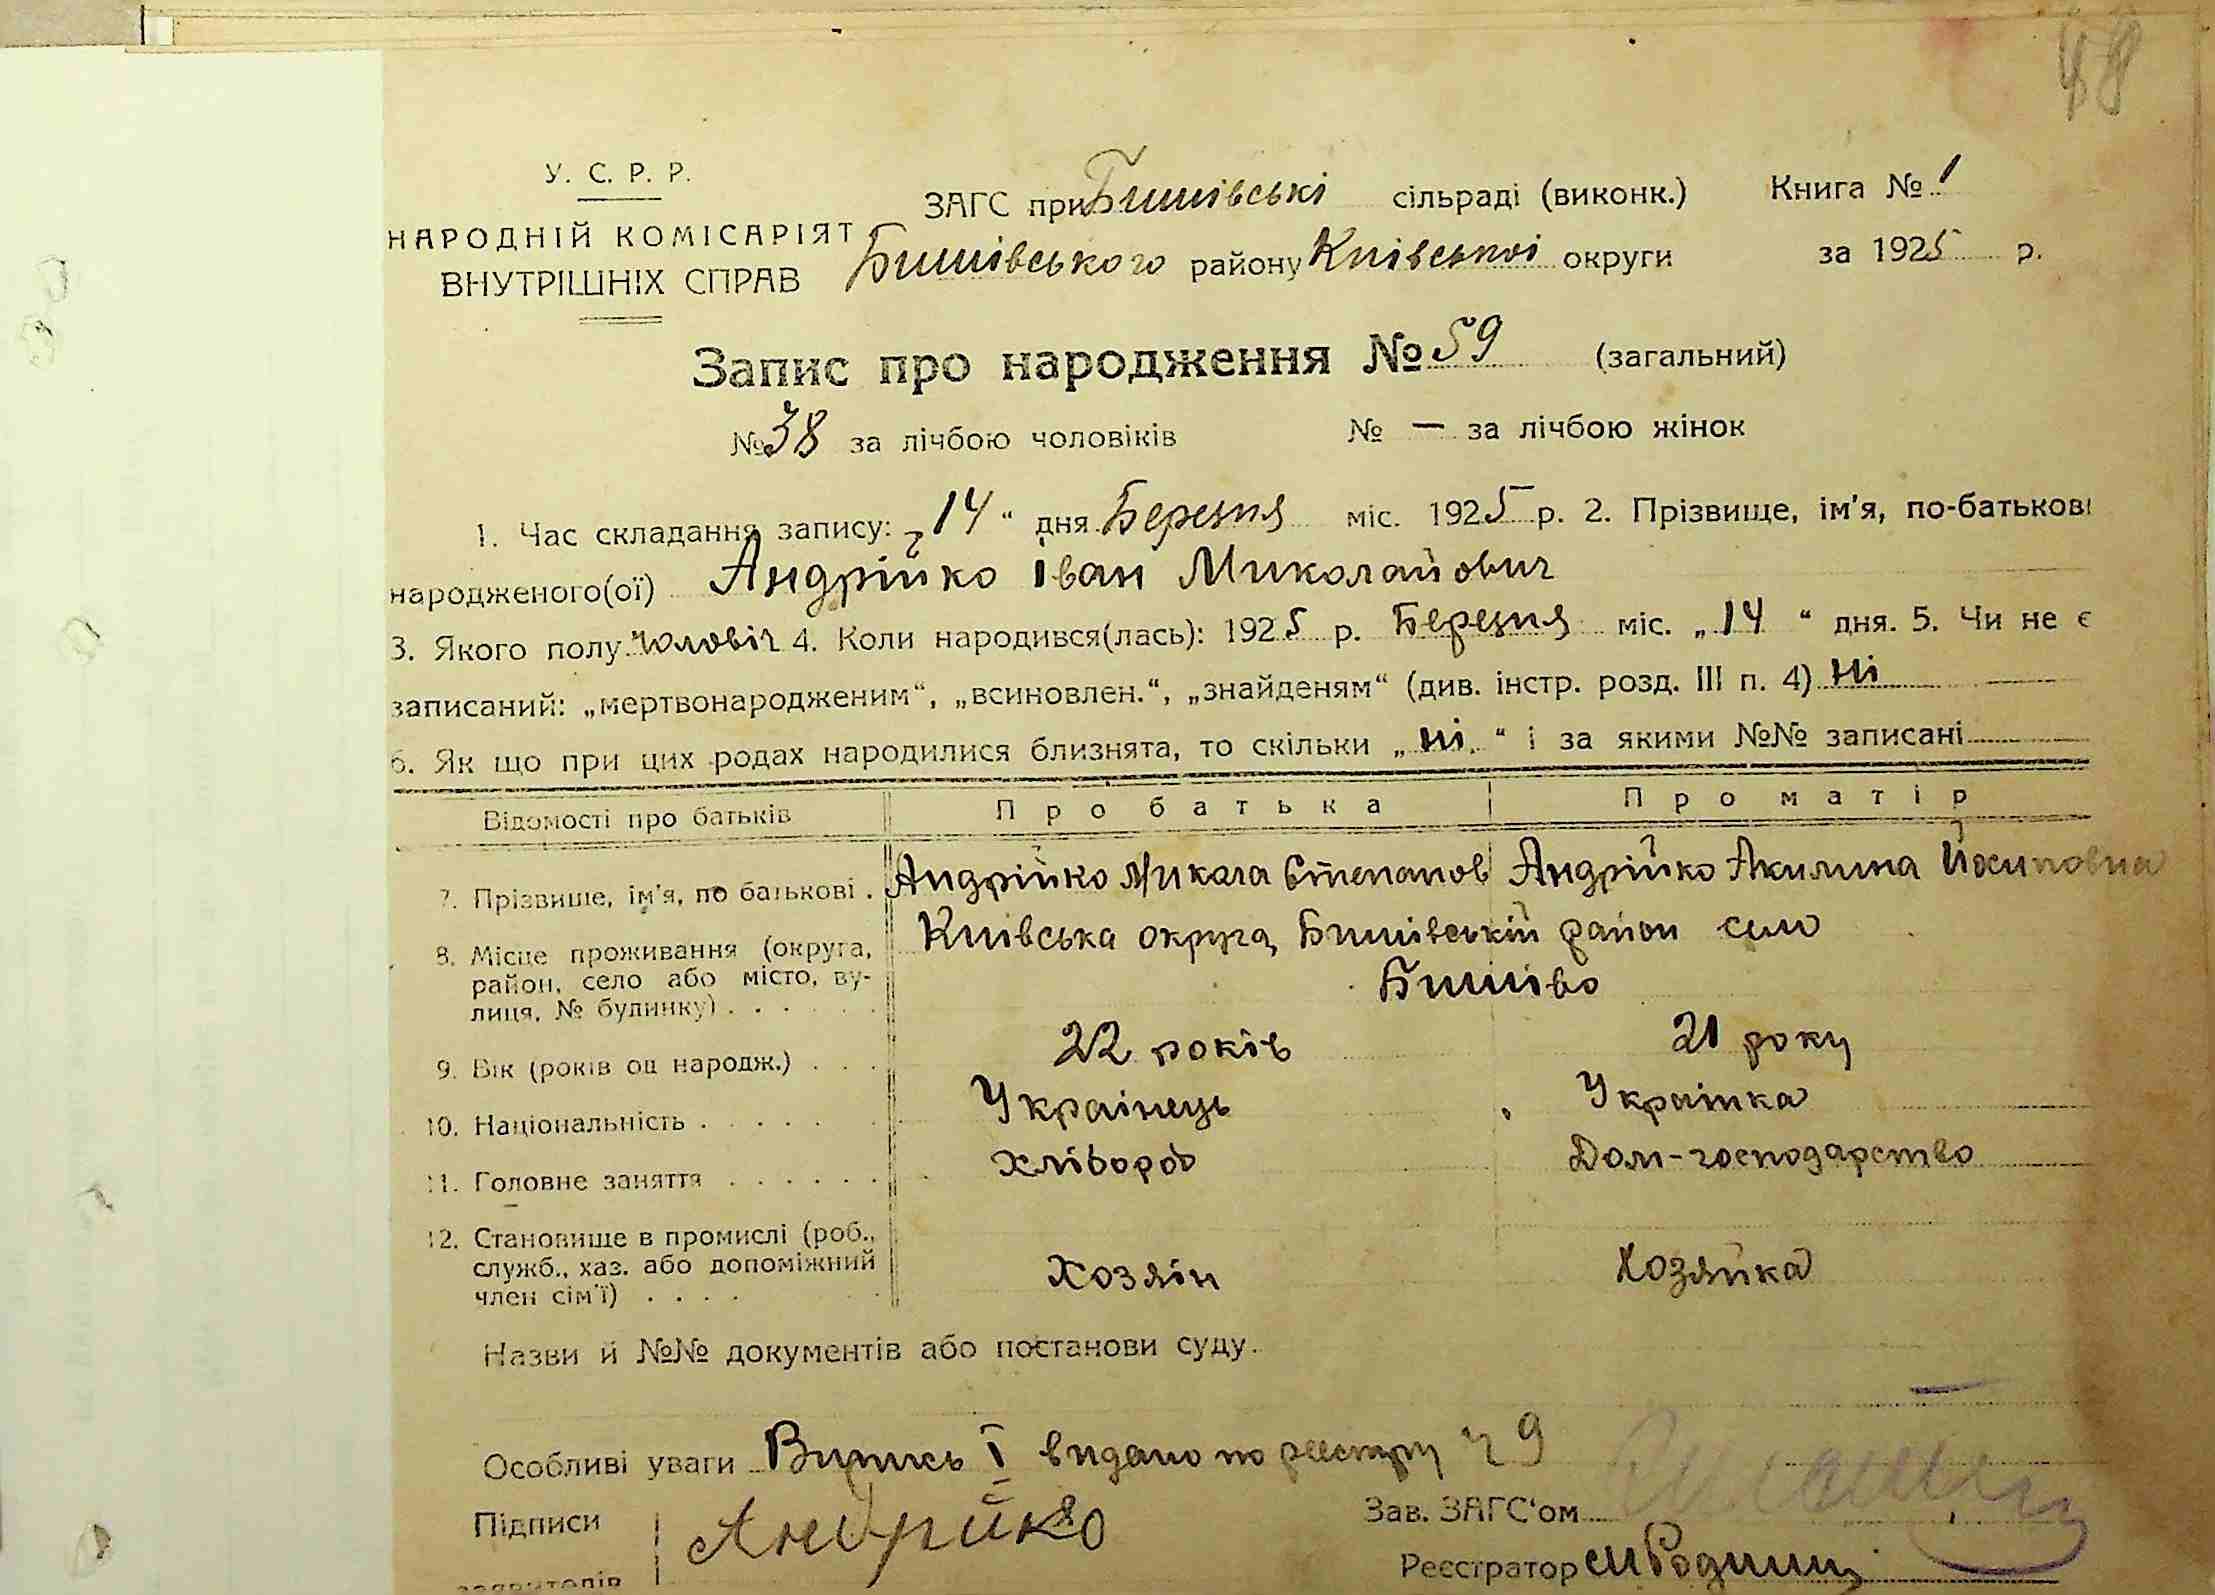 48
У. С. Р. Р.
НАРОДНІЙ КОМІСАРІЯТ
ВНУТРІШНІХ СПРАВ
ЗАГС при Бишівські сільраді (виконк.) Книга № 1
Бишівського району Київської округи за 1925 р.
Запис про народження № 59 (загальний)
№ 38 за лічбою чоловіків № — за лічбою жінок
1. Час складання запису: „14“ дня Березня міс. 1925 р. 2. Прізвище, ім'я, по-батькові
народженого(ої) Андрійко Іван Миколайович
3. Якого полу чоловіч 4. Коли народився(лась): 1925 р. Березня міс. „14“ дня. 5. Чи не є
записаний: „мертвонародженим“, „всиновлен.“, „знайденям“ (див. інстр. розд. III п. 4) ні
6. Як що при цих родах народилися близнята, то скільки „ні“ і за якими №№ записані
Відомості про батьків Про батька Про матір
7. Прізвище, ім'я, по батькові . Андрійко Микола Степанов Андрійко Акилина Йосиповна
8. Місце проживання (округа,
район, село або місто, ву-
лиця, № будинку) . . . . . .
Київська округа, Бишівський район село
Бишів
9. Вік (років од народж.) . . . 22 років 21 року
10. Національність . . . . . Українець Українка
11. Головне заняття . . . . . . Хлібороб Дом-господарство
12. Становище в промислі (роб.,
служб., хаз. або допоміжний
член сім'ї) . . . .
Хозяін Хозяйка
Назви й №№ документів або постанови суду.
Особливі уваги Випись І видано по реестру ч 9
Підписи Андрійко Зав. ЗАГС'ом
заявителів Реєстратор